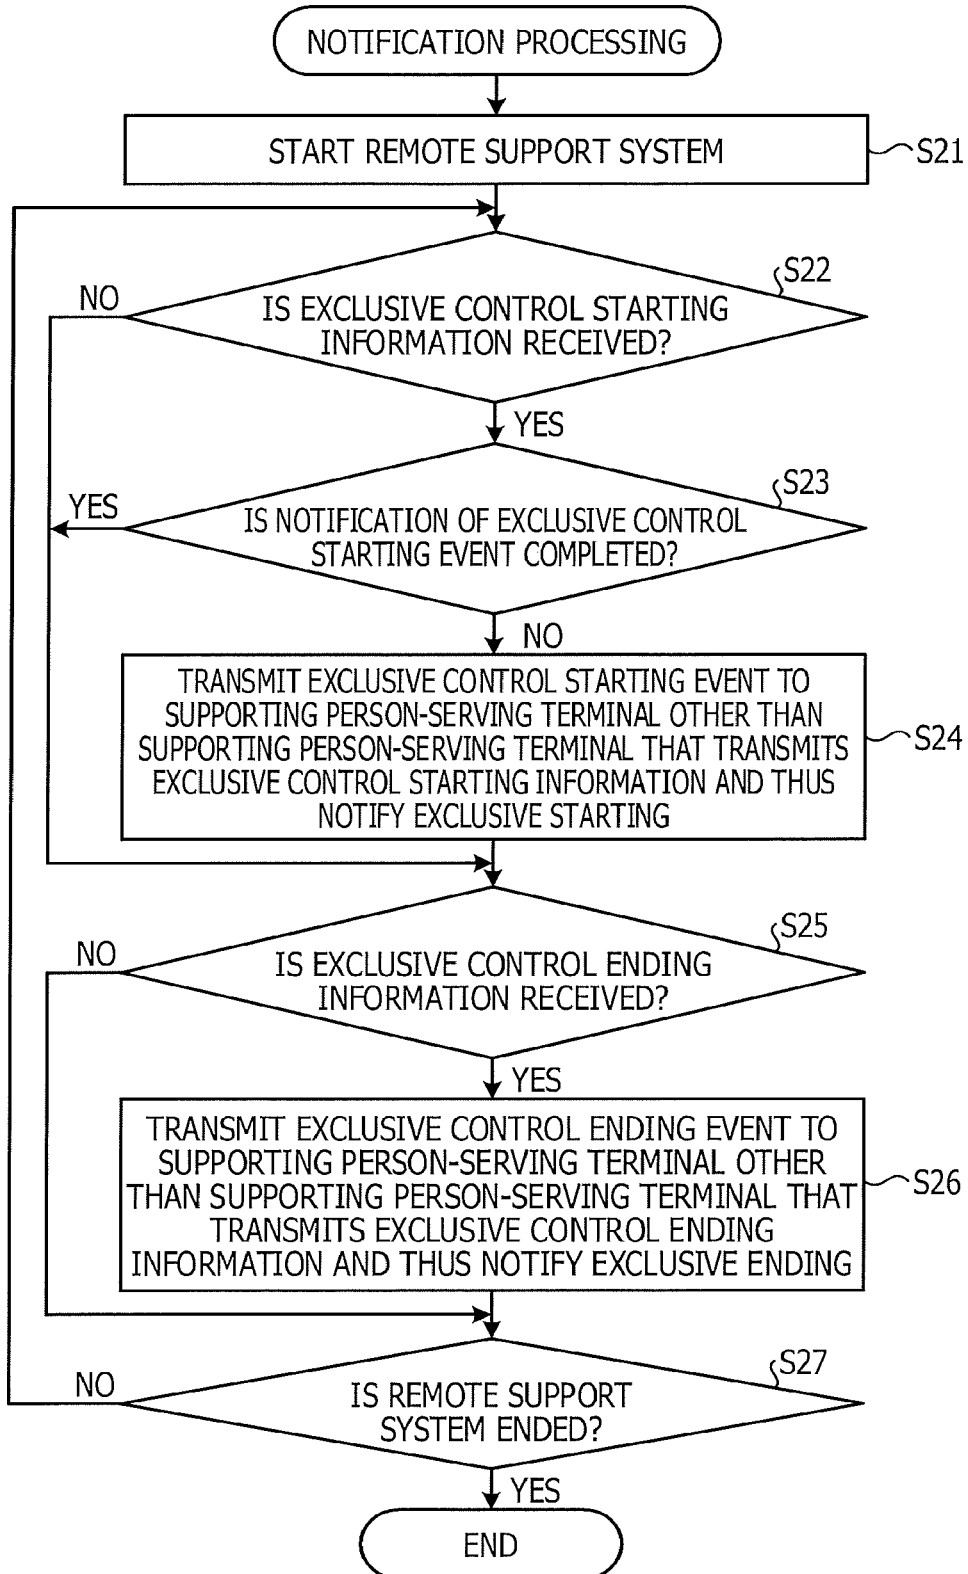 NOTIFICATION PROCESSING
START REMOTE SUPPORT SYSTEM
S21
S22
NO
IS EXCLUSIVE CONTROL STARTING
INFORMATION RECEIVED?
YES
S23
YES
IS NOTIFICATION OF EXCLUSIVE CONTROL
STARTING EVENT COMPLETED?
NO
TRANSMIT EXCLUSIVE CONTROL STARTING EVENT TO
SUPPORTING PERSON-SERVING TERMINAL OTHER THAN
SUPPORTING PERSON-SERVING TERMINAL THAT TRANSMITS
EXCLUSIVE CONTROL STARTING INFORMATION AND THUS
NOTIFY EXCLUSIVE STARTING
S24
S25
NO
IS EXCLUSIVE CONTROL ENDING
INFORMATION RECEIVED?
YES
TRANSMIT EXCLUSIVE CONTROL ENDING EVENT TO
SUPPORTING PERSON-SERVING TERMINAL OTHER
THAN SUPPORTING PERSON-SERVING TERMINAL THAT
TRANSMITS EXCLUSIVE CONTROL ENDING
INFORMATION AND THUS NOTIFY EXCLUSIVE ENDING
S26
S27
NO
IS REMOTE SUPPORT
SYSTEM ENDED?
YES
END